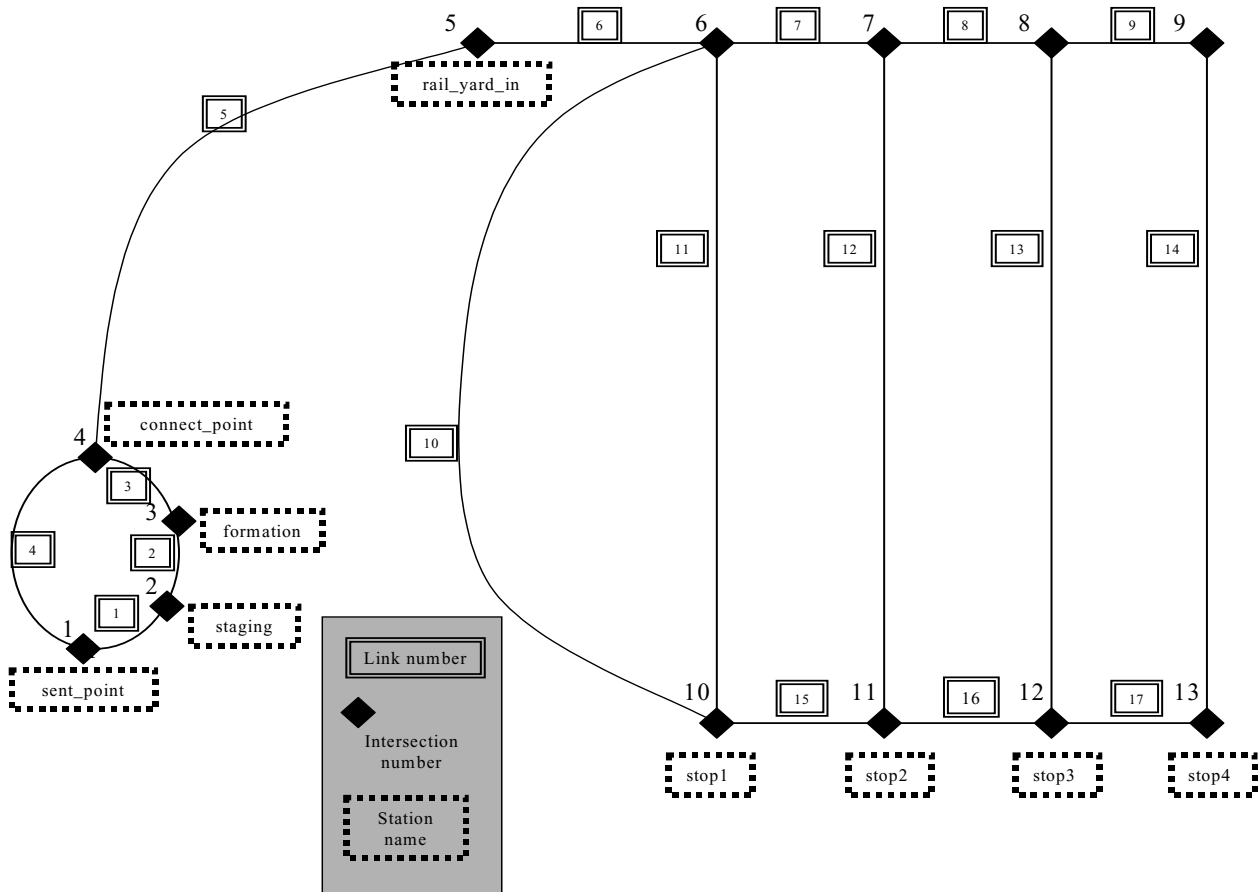 5
6
6
7
7
8
8
9
9
rail_yard_in
5
11
12
13
14
connect_point
4
10
3
3
formation
4
2
2
1
staging
1
sent_point
Link number
Intersection
number
Station
name
10
15
11
16
12
17
13
stop1
stop2
stop3
stop4